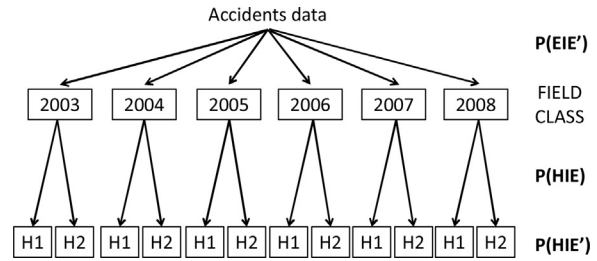 Accidents data
P(EIE’)
2003 2004 2005 2006 2007 2008 FIELD
CLASS
P(HIE)
H1 H2 H1 H2 H1 H2 H1 H2 H1 H2 H1 H2 P(HIE’)